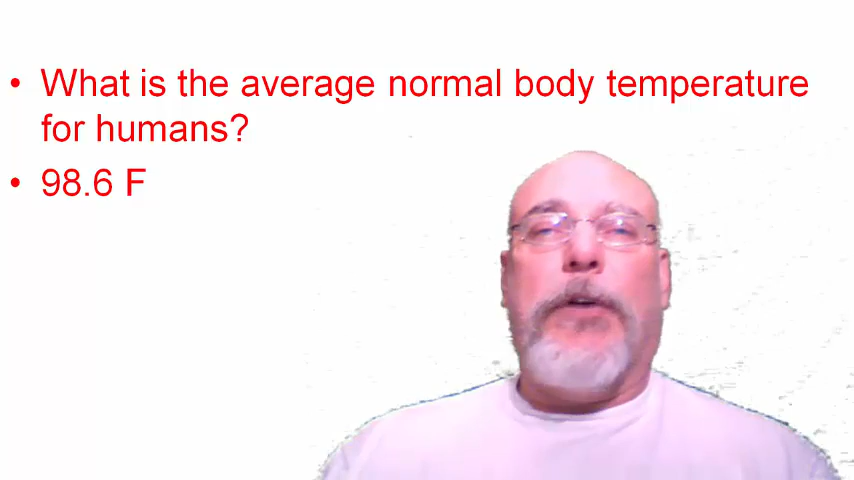 • What is the average normal body temperature
for humans?
• 98.6 F